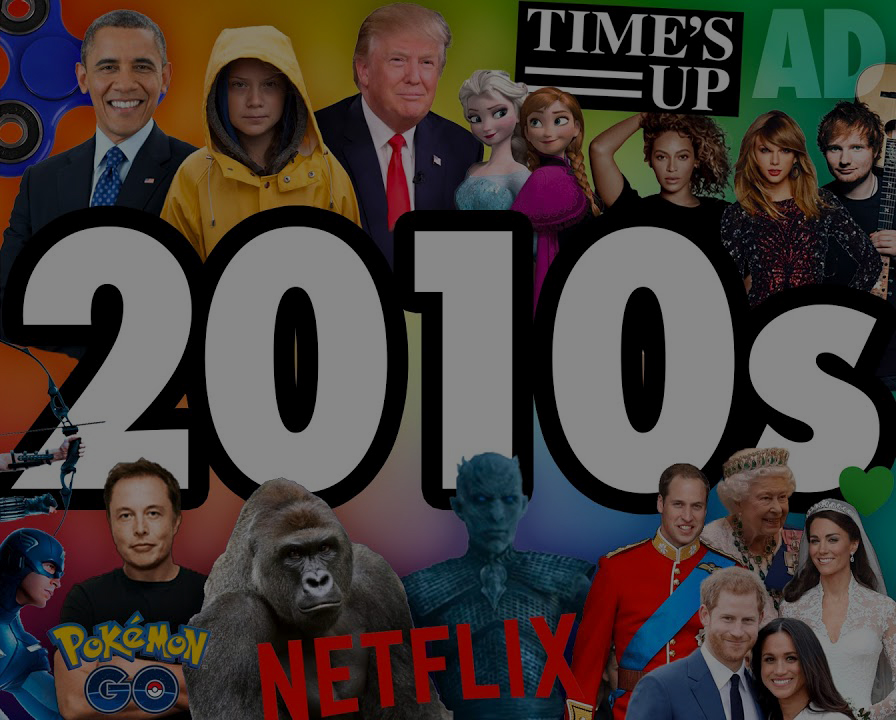 TIME'S
UP
AD
2010s
POKÉMON
GO
NETFLIX